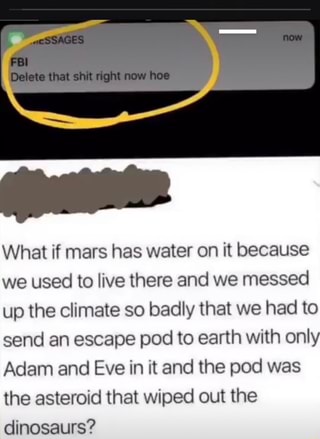 MESSAGES
now
FBI
Delete that shit right now hoe
What if mars has water on it because
we used to live there and we messed
up the climate so badly that we had to
send an escape pod to earth with only
Adam and Eve in it and the pod was
the asteroid that wiped out the
dinosaurs?